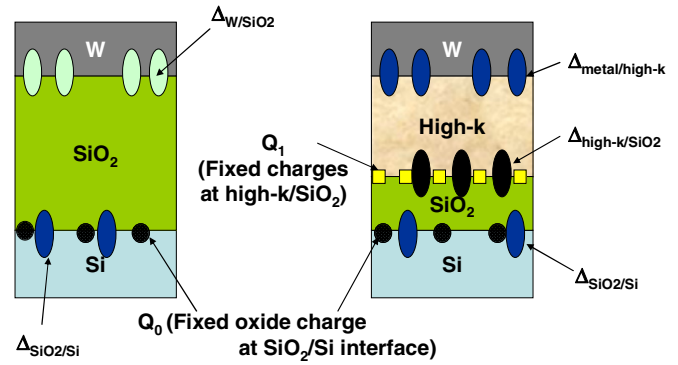 W
Δ_W/SiO2
SiO₂
Si
Δ_SiO2/Si
W
Δ_metal/high-k
High-k
Δ_high-k/SiO2
Q₁
(Fixed charges
at high-k/SiO₂)
SiO₂
Si
Δ_SiO2/Si
Q₀ (Fixed oxide charge
at SiO₂/Si interface)